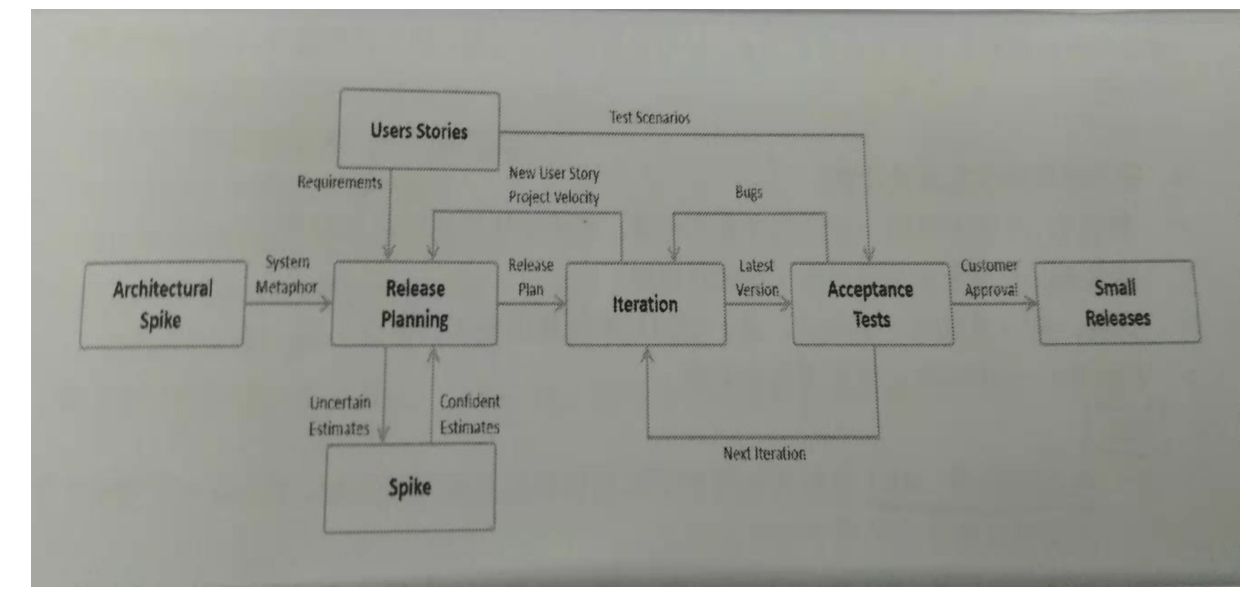 Users Stories
Test Scenarios
Requirements
New User Story
Project Velocity
Bugs
Architectural
Spike
System
Metaphor
Release
Planning
Release
Plan
Iteration
Latest
Version
Acceptance
Tests
Customer
Approval
Small
Releases
Uncertain
Estimates
Confident
Estimates
Next Iteration
Spike